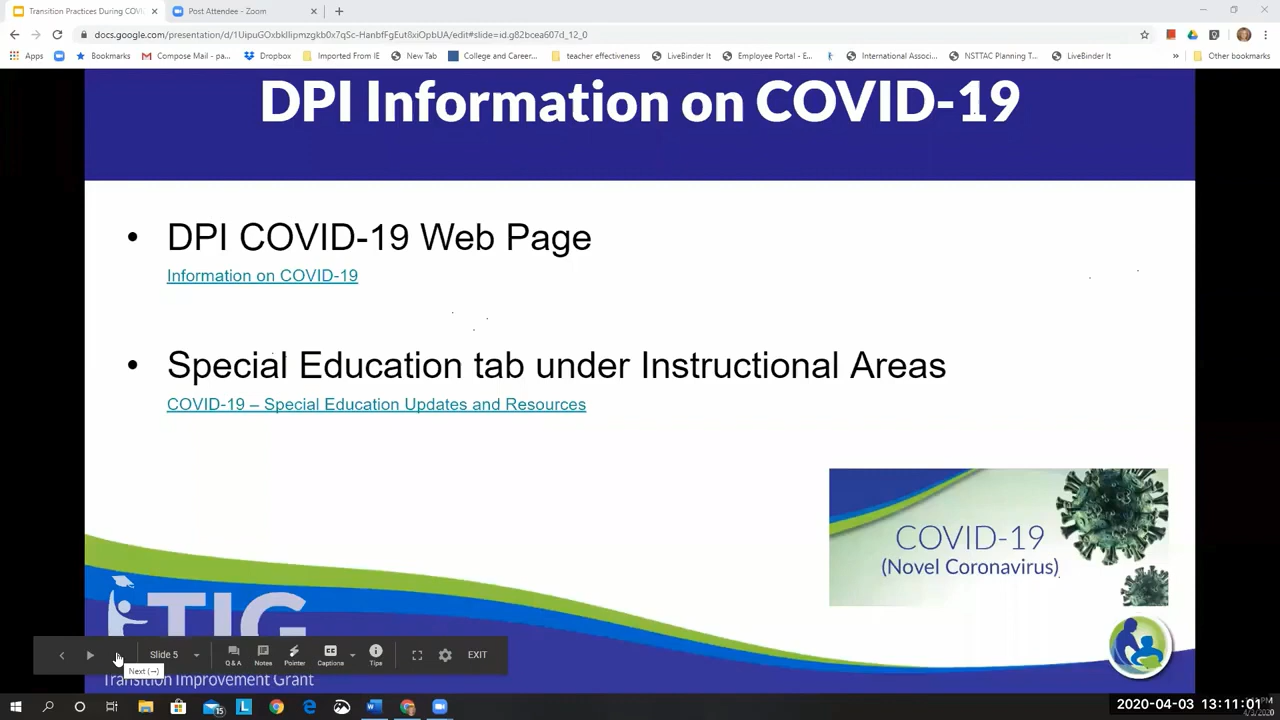 Transition Practices During COVI
Post Attendee - Zoom
docs.google.com/presentation/d/1UipuGOxbkIlipmzgkb0x7qSc-HanbfFgEut8xiOpbUA/edit#slide=id.g82bcea607d_12_0
Apps
Bookmarks
Compose Mail - pa...
Dropbox
Imported From IE
New Tab
College and Career...
teacher effectiveness
LiveBinder It
Employee Portal - E...
International Associ...
NSTTAC Planning T...
LiveBinder It
»
Other bookmarks
DPI Information on COVID-19
• DPI COVID-19 Web Page
Information on COVID-19
• Special Education tab under Instructional Areas
COVID-19 – Special Education Updates and Resources
COVID-19
(Novel Coronavirus)
TIG
Slide 5
Q & A
Notes
Pointer
Captions
Tips
EXIT
Next (→)
Transition Improvement Grant
15
2020-04-03 13:11:01